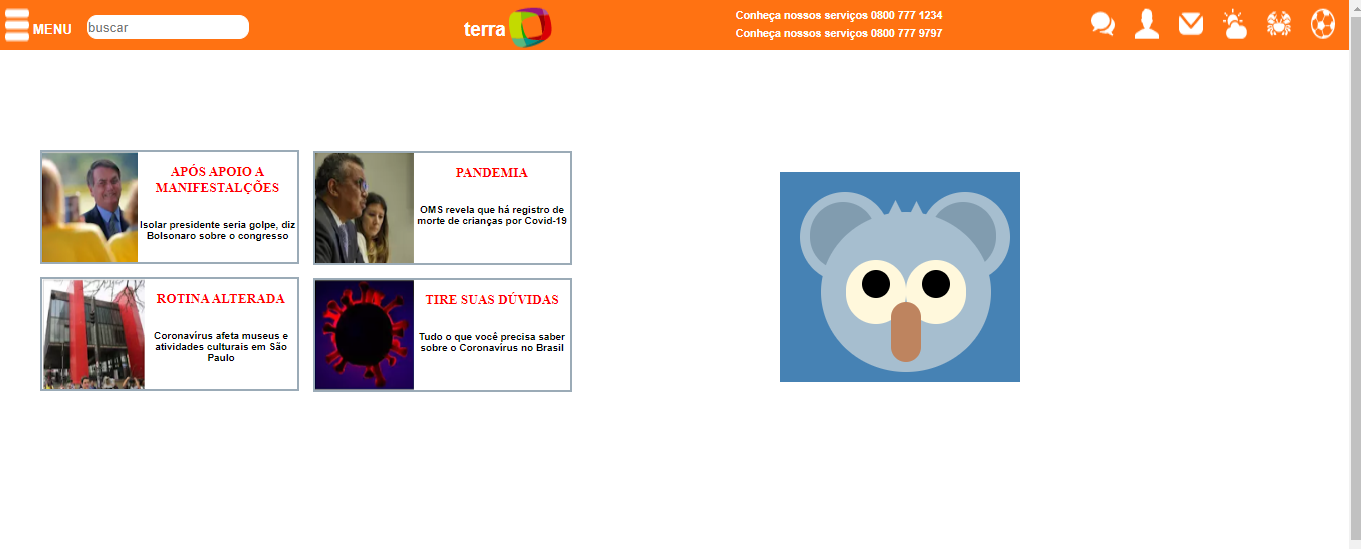 MENU
buscar
terra
Conheça nossos serviços 0800 777 1234
Conheça nossos serviços 0800 777 9797
APÓS APOIO A
MANIFESTALÇÕES
Isolar presidente seria golpe, diz
Bolsonaro sobre o congresso
PANDEMIA
OMS revela que há registro de
morte de crianças por Covid-19
ROTINA ALTERADA
Coronavírus afeta museus e
atividades culturais em São
Paulo
TIRE SUAS DÚVIDAS
Tudo o que você precisa saber
sobre o Coronavírus no Brasil